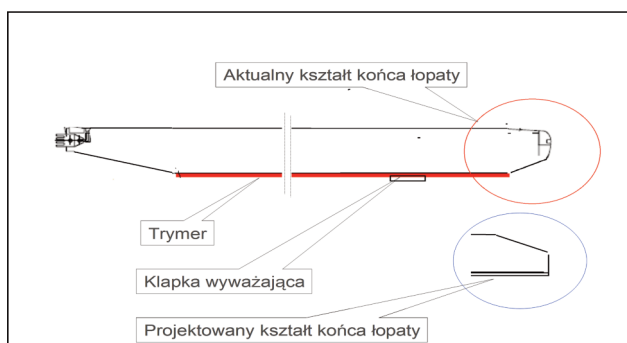 Aktualny kształt końca łopaty
Trymer
Klapka wyważająca
Projektowany kształt końca łopaty